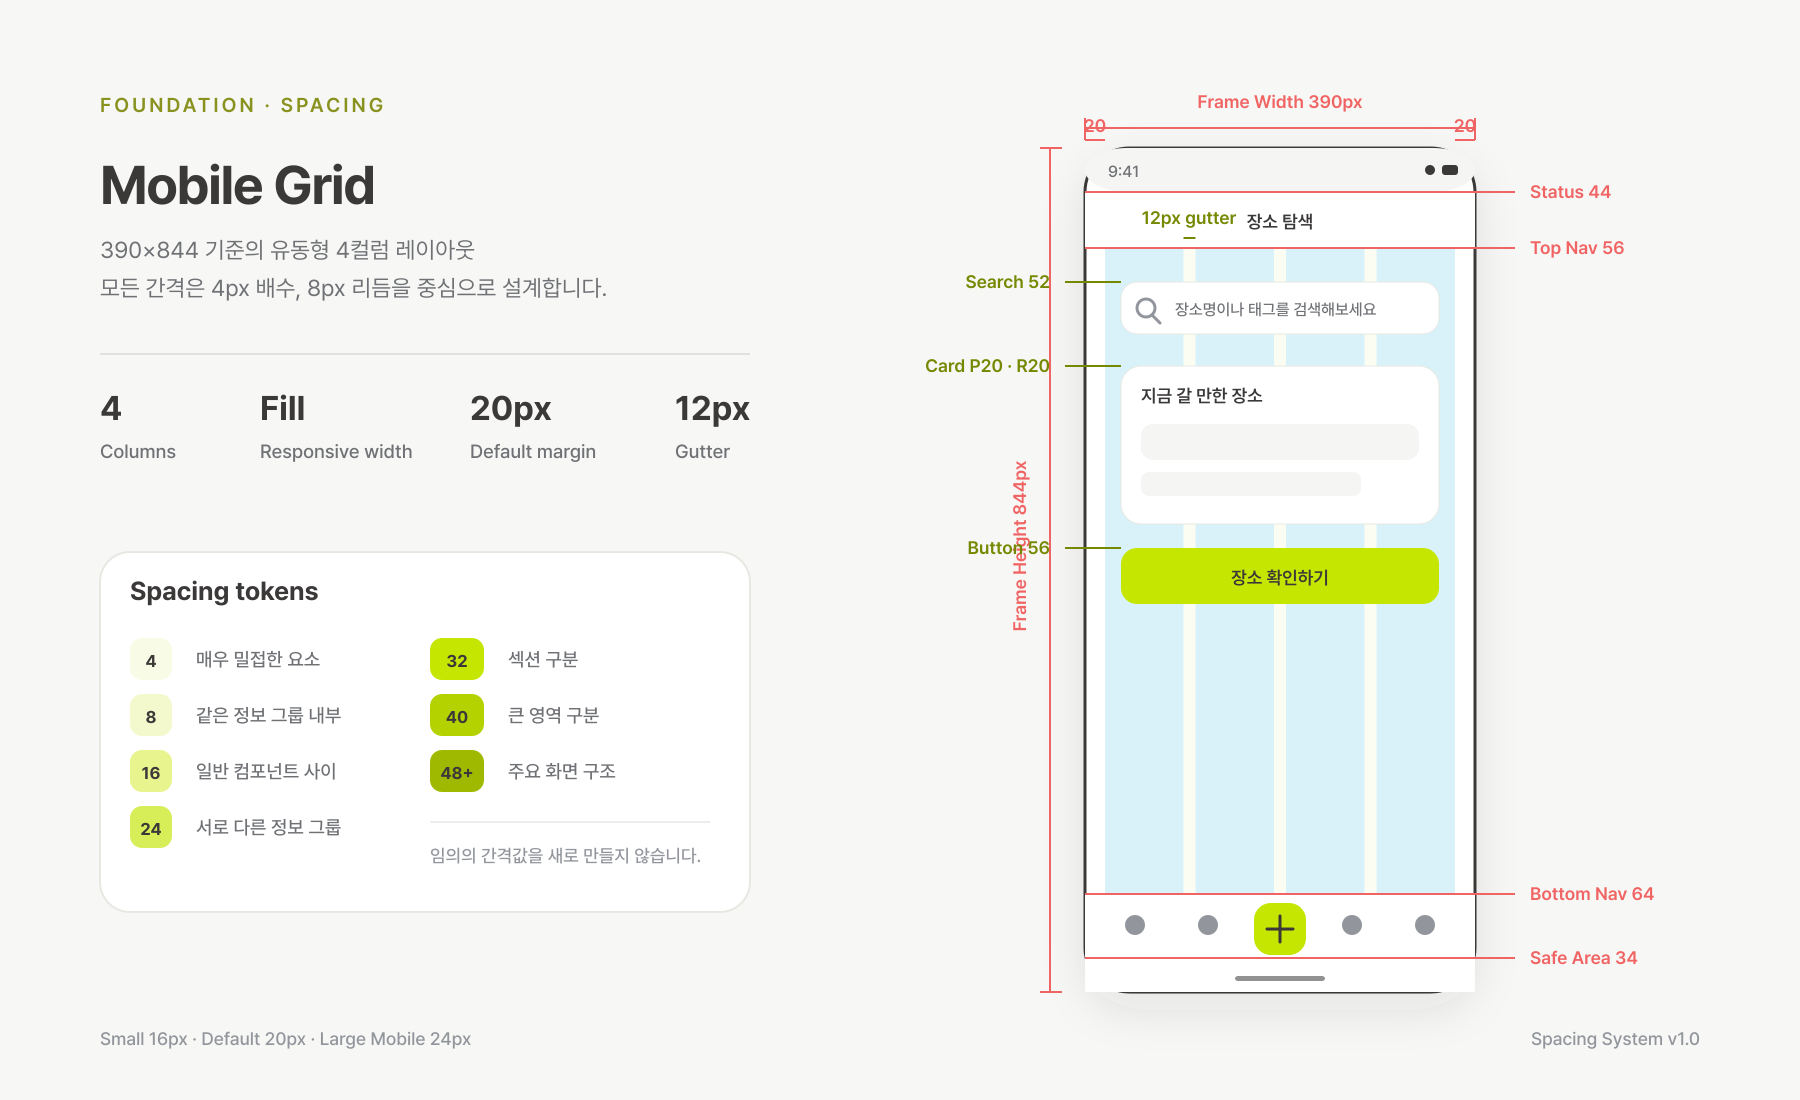 FOUNDATION · SPACING
Mobile Grid
390×844 기준의 유동형 4컬럼 레이아웃
모든 간격은 4px 배수, 8px 리듬을 중심으로 설계합니다.
4
Columns
Fill
Responsive width
20px
Default margin
12px
Gutter
Spacing tokens
4 매우 밀접한 요소
8 같은 정보 그룹 내부
16 일반 컴포넌트 사이
24 서로 다른 정보 그룹
32 섹션 구분
40 큰 영역 구분
48+ 주요 화면 구조
임의의 간격값을 새로 만들지 않습니다.
Small 16px · Default 20px · Large Mobile 24px
Frame Width 390px
20
20
9:41
Status 44
12px gutter
장소 탐색
Top Nav 56
Search 52
장소명이나 태그를 검색해보세요
Card P20 · R20
지금 갈 만한 장소
Frame Height 844px
Button 56
장소 확인하기
Bottom Nav 64
Safe Area 34
Spacing System v1.0